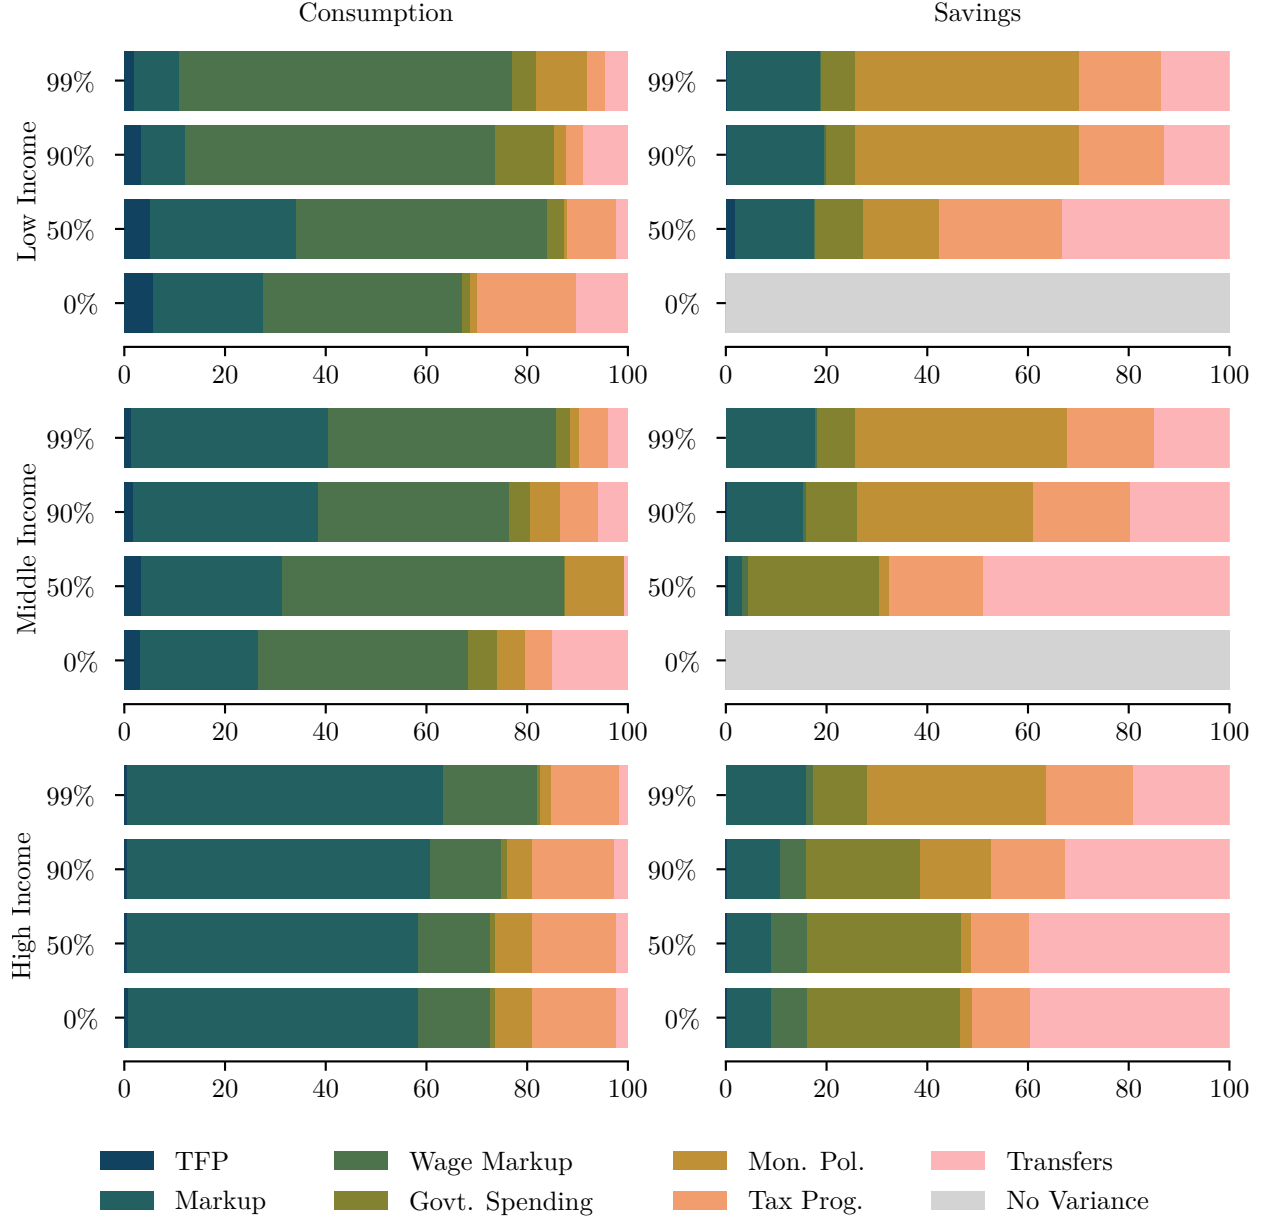 Consumption
Savings
Low Income
99%
90%
50%
0%
0 20 40 60 80 100
99%
90%
50%
0%
0 20 40 60 80 100
Middle Income
99%
90%
50%
0%
0 20 40 60 80 100
99%
90%
50%
0%
0 20 40 60 80 100
High Income
99%
90%
50%
0%
0 20 40 60 80 100
99%
90%
50%
0%
0 20 40 60 80 100
TFP
Markup
Wage Markup
Govt. Spending
Mon. Pol.
Tax Prog.
Transfers
No Variance